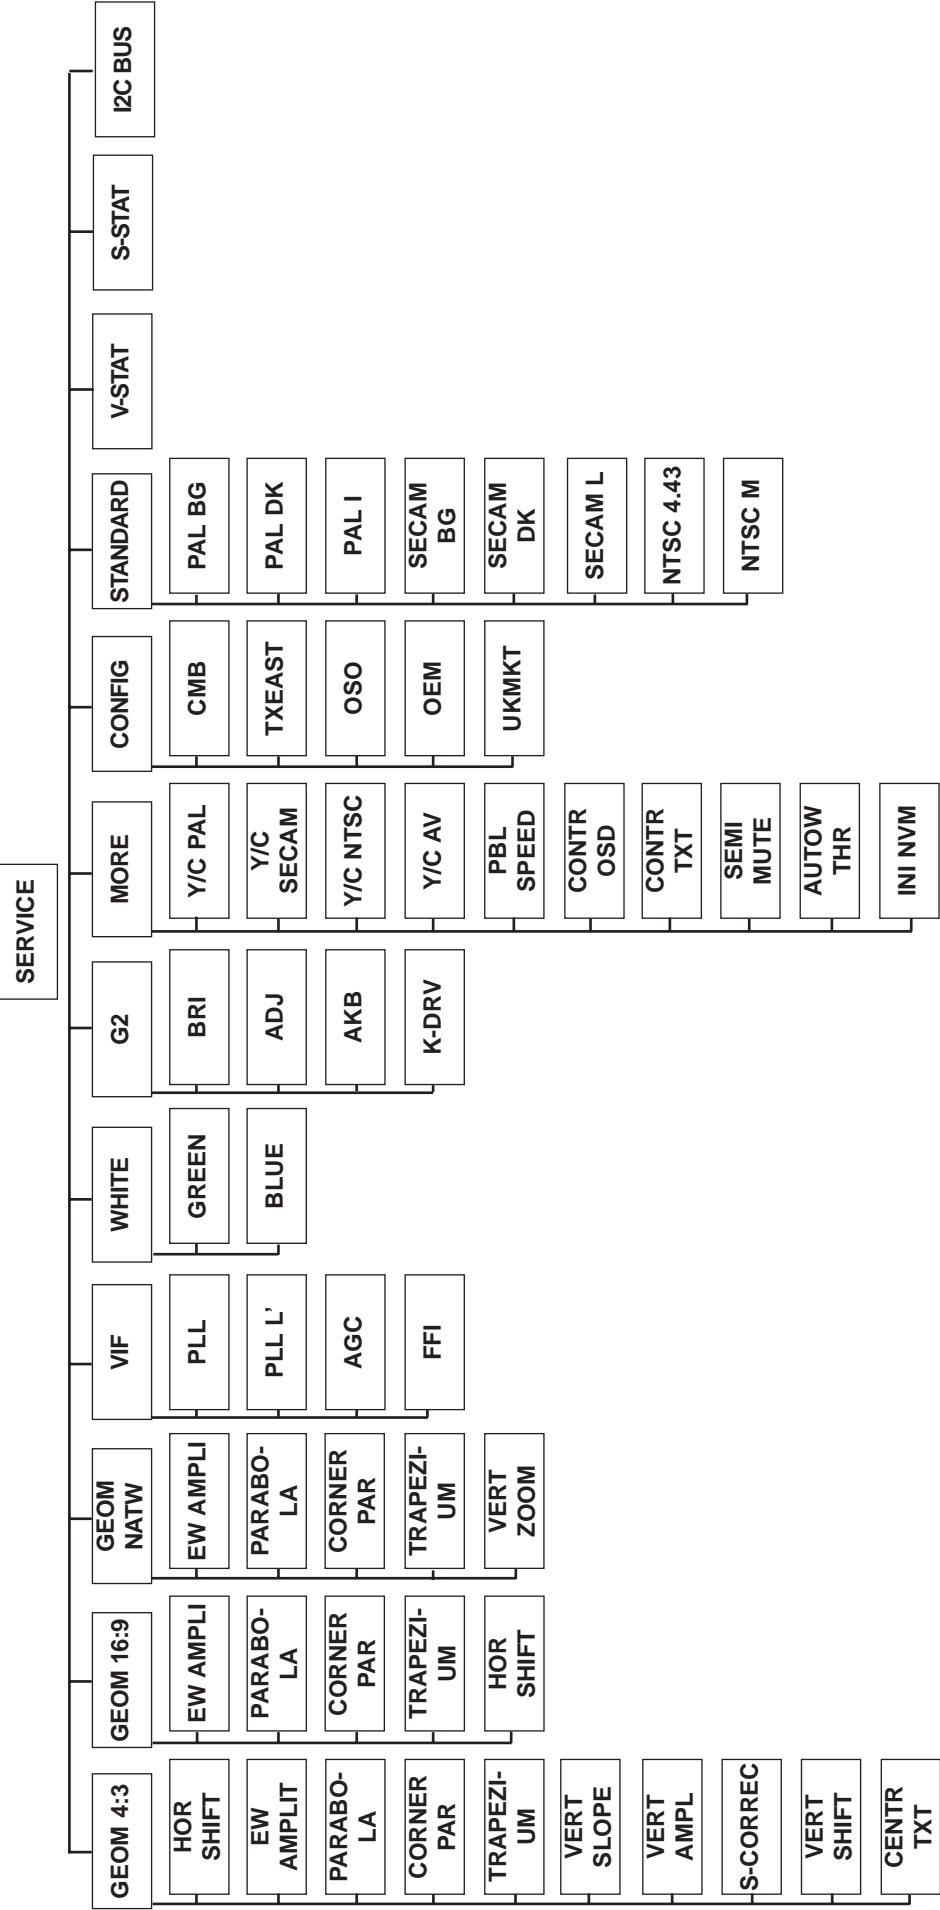 SERVICE
GEOM 4:3
HOR
SHIFT
EW
AMPLIT
PARABO-
LA
CORNER
PAR
TRAPEZI-
UM
VERT
SLOPE
VERT
AMPL
S-CORREC
VERT
SHIFT
CENTR
TXT
GEOM 16:9
EW AMPLI
PARABO-
LA
CORNER
PAR
TRAPEZI-
UM
HOR
SHIFT
GEOM
NATW
EW AMPLI
PARABO-
LA
CORNER
PAR
TRAPEZI-
UM
VERT
ZOOM
VIF
PLL
PLL L’
AGC
FFI
WHITE
GREEN
BLUE
G2
BRI
ADJ
AKB
K-DRV
MORE
Y/C PAL
Y/C
SECAM
Y/C NTSC
Y/C AV
PBL
SPEED
CONTR
OSD
CONTR
TXT
SEMI
MUTE
AUTOW
THR
INI NVM
CONFIG
CMB
TXEAST
OSO
OEM
UKMKT
STANDARD
PAL BG
PAL DK
PAL I
SECAM
BG
SECAM
DK
SECAM L
NTSC 4.43
NTSC M
V-STAT
S-STAT
I2C BUS